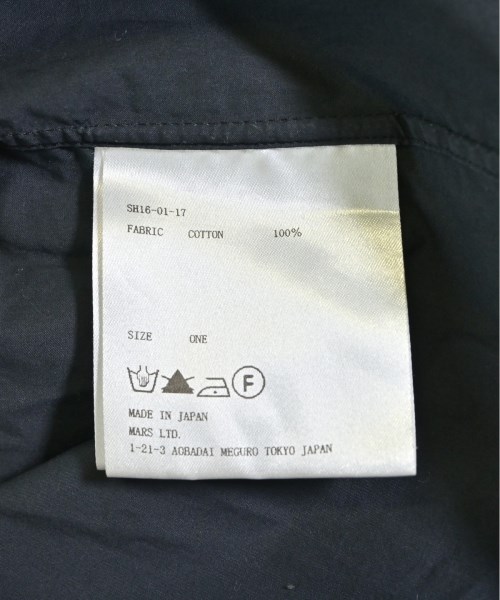 SH16-01-17
FABRIC COTTON 100%
SIZE ONE
F
MADE IN JAPAN
MARS LTD.
1-21-3 AOBADAI MEGURO TOKYO JAPAN